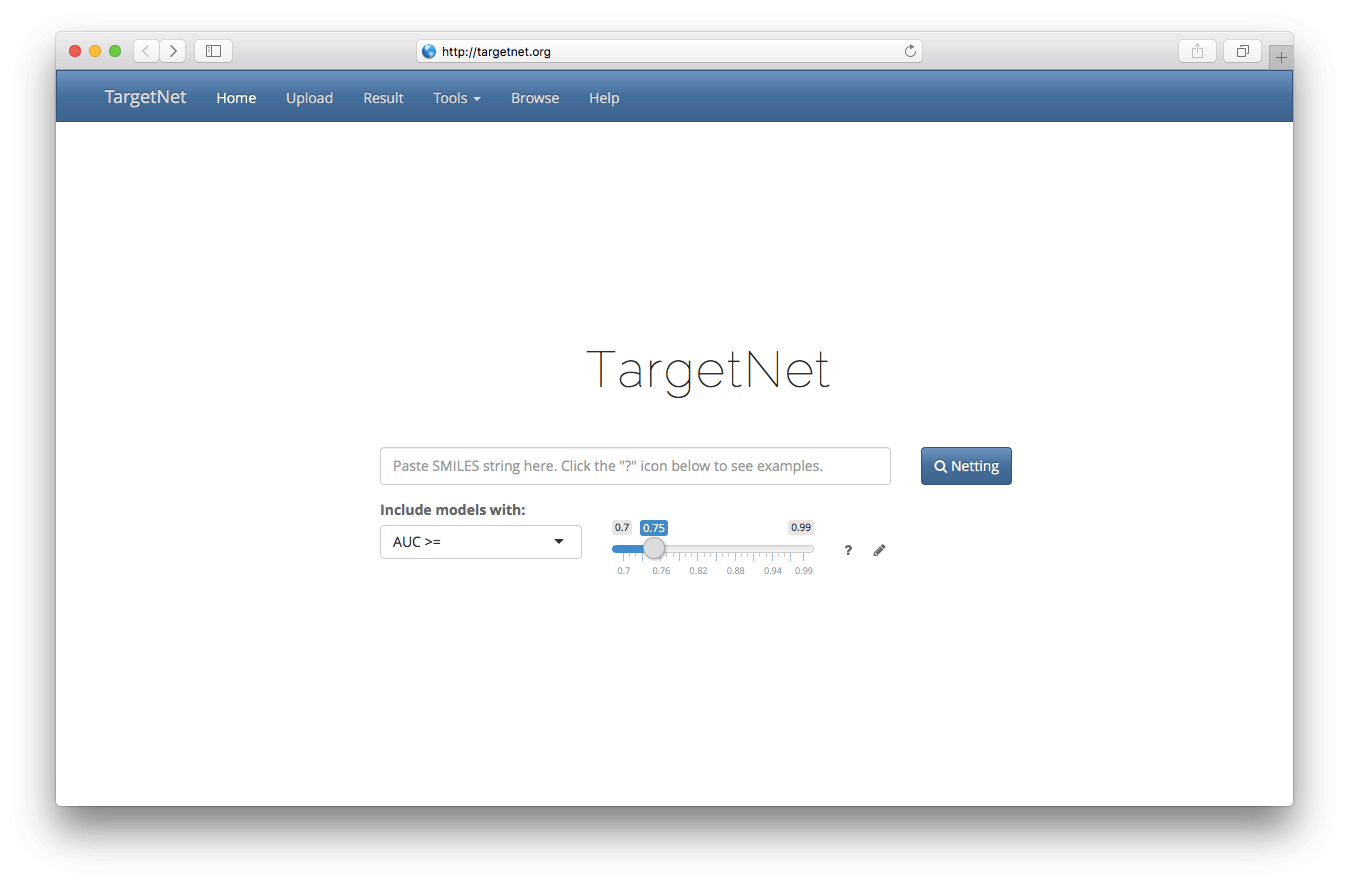 http://targetnet.org
TargetNet Home Upload Result Tools Browse Help
TargetNet
Paste SMILES string here. Click the "?" icon below to see examples.
Netting
Include models with:
AUC >=
0.7 0.75 0.99
0.7 0.76 0.82 0.88 0.94 0.99
?